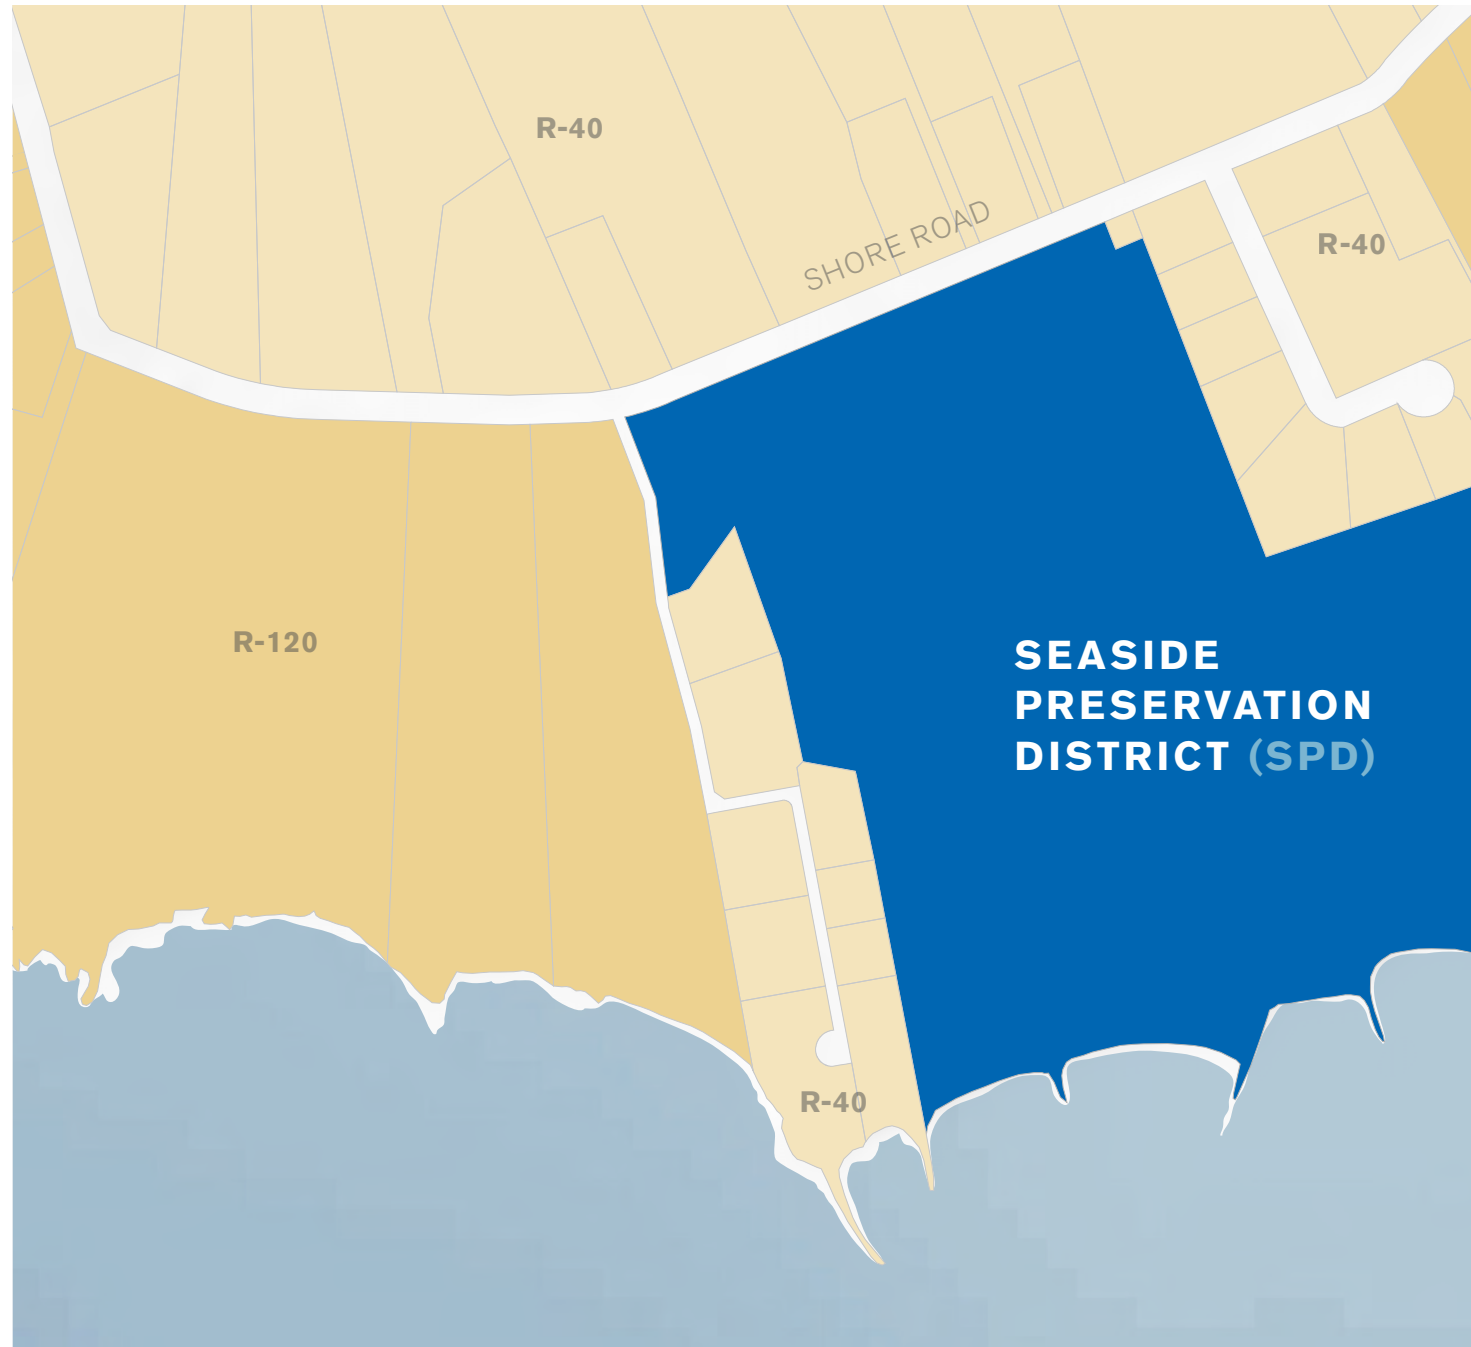 R-40
SHORE ROAD
R-40
R-120
SEASIDE
PRESERVATION
DISTRICT (SPD)
R-40